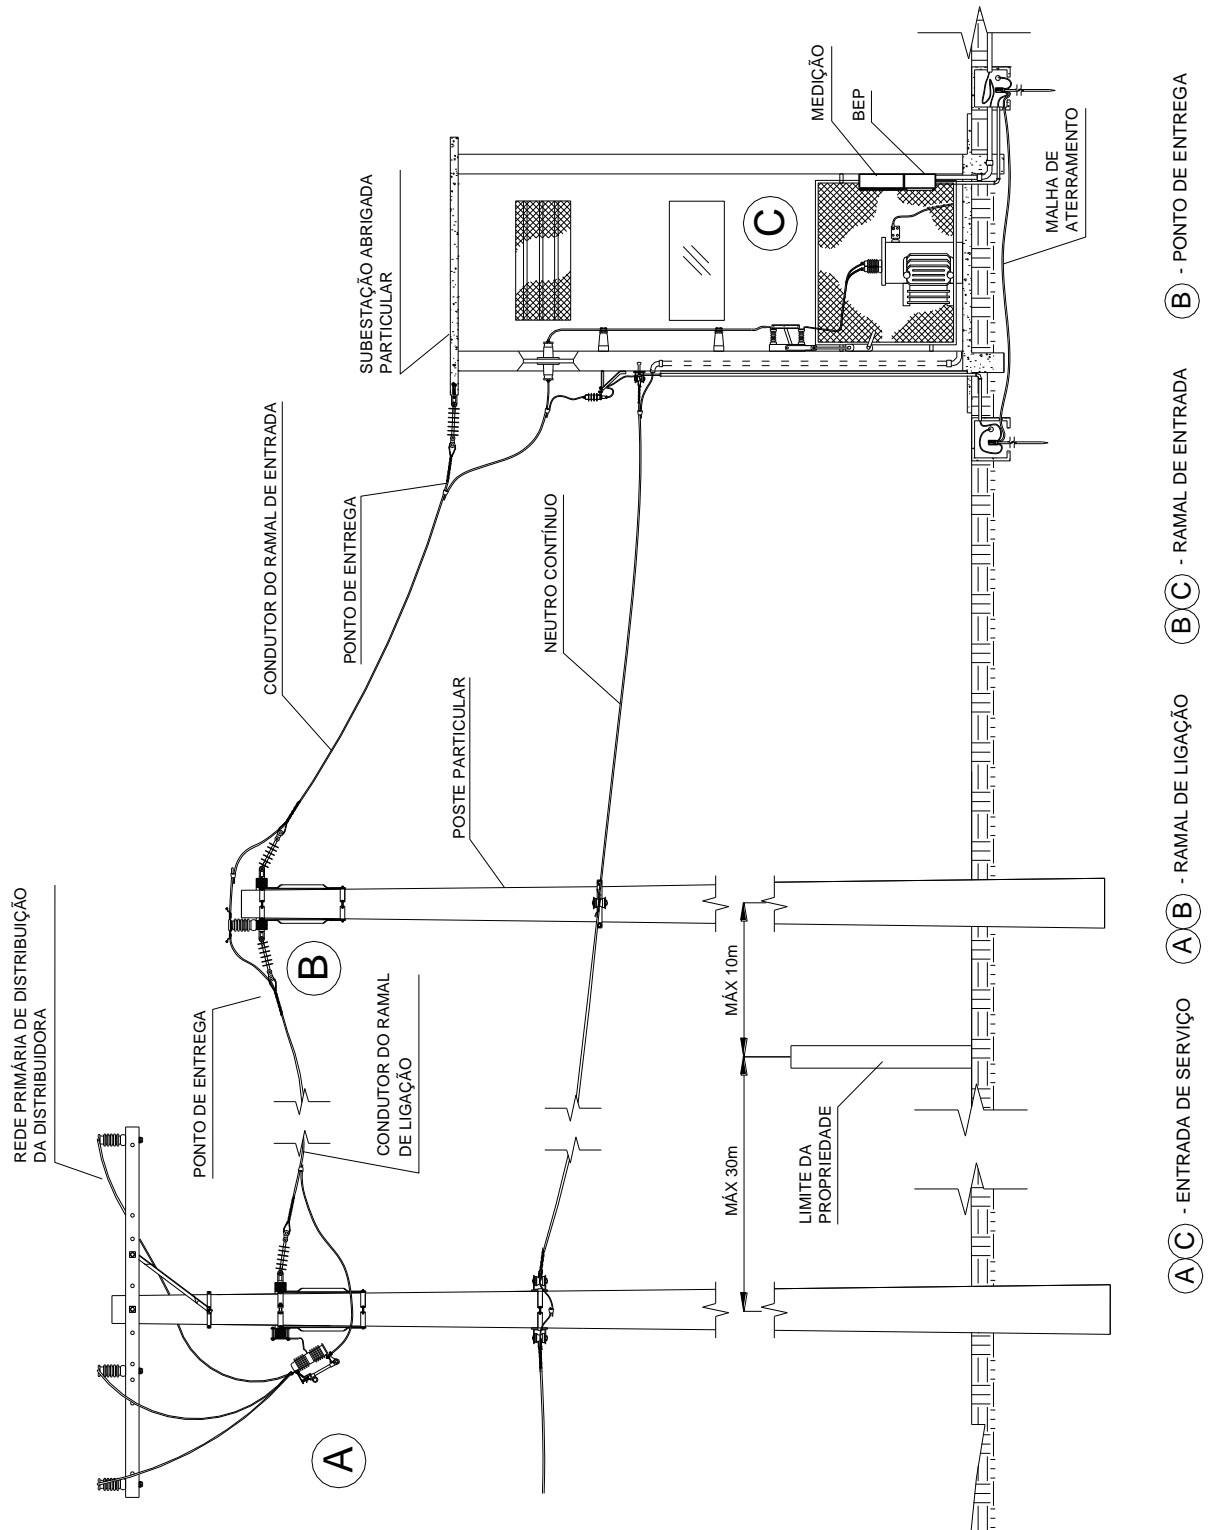 REDE PRIMÁRIA DE DISTRIBUIÇÃO
DA DISTRIBUIDORA
PONTO DE ENTREGA
CONDUTOR DO RAMAL
DE LIGAÇÃO
A
B
POSTE PARTICULAR
CONDUTOR DO RAMAL DE ENTRADA
PONTO DE ENTREGA
NEUTRO CONTÍNUO
SUBESTAÇÃO ABRIGADA
PARTICULAR
C
MEDIÇÃO
BEP
MALHA DE
ATERRAMENTO
MÁX 30m
MÁX 10m
LIMITE DA
PROPRIEDADE
A C - ENTRADA DE SERVIÇO
A B - RAMAL DE LIGAÇÃO
B C - RAMAL DE ENTRADA
B - PONTO DE ENTREGA